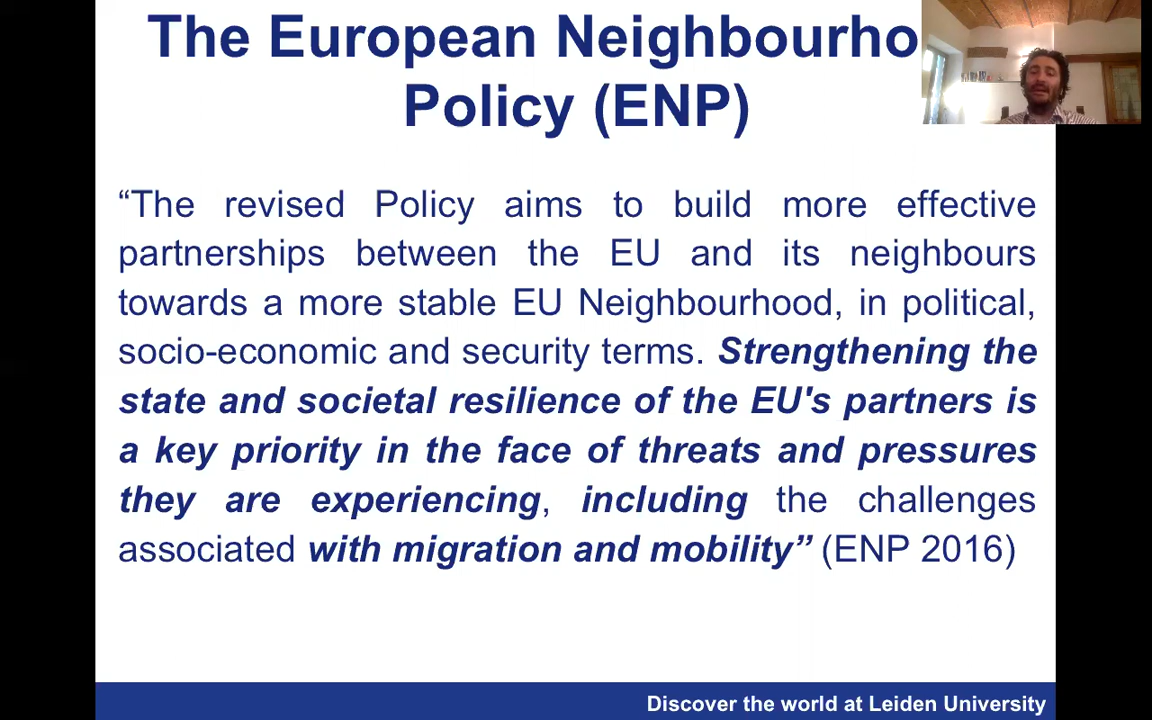 The European Neighbourho
Policy (ENP)
“The revised Policy aims to build more effective
partnerships between the EU and its neighbours
towards a more stable EU Neighbourhood, in political,
socio-economic and security terms. Strengthening the
state and societal resilience of the EU's partners is
a key priority in the face of threats and pressures
they are experiencing, including the challenges
associated with migration and mobility” (ENP 2016)
Discover the world at Leiden University